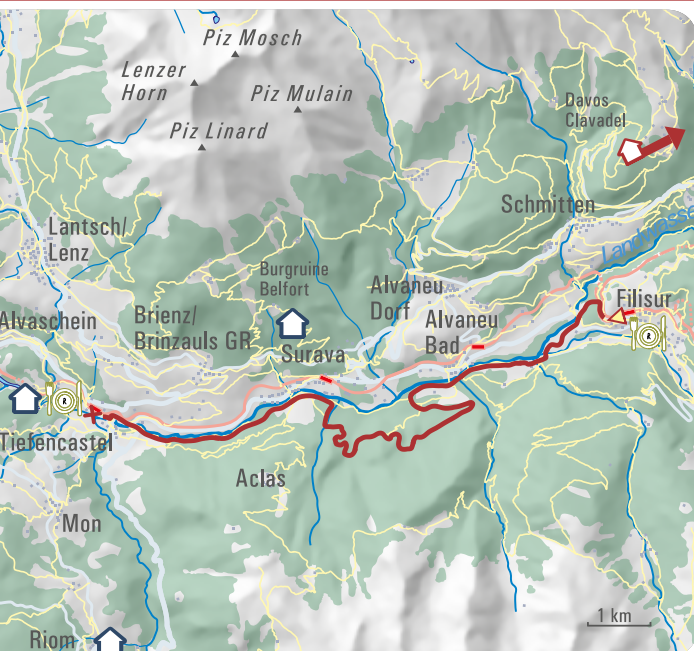 Piz Mosch
Lenzer
Horn
Piz Mulain
Piz Linard
Davos
Clavadel
Schmitten
Landwasse
Lantsch/
Lenz
Burgruine
Belfort
Alvaneu
Dorf
Filisur
Alvaschein
Brienz/
Brinzauls GR
Alvaneu
Bad
Surava
R
R
Tiefencastel
Aclas
Mon
1 km
Riom